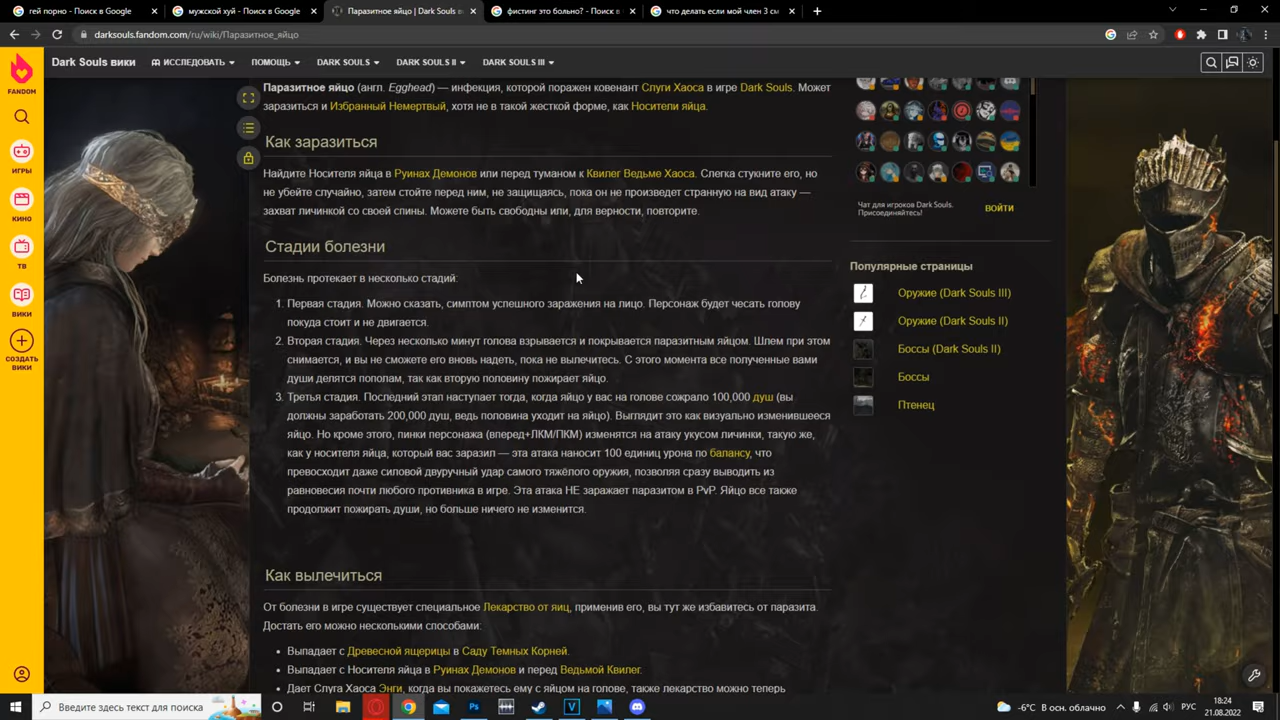 гей порно - Поиск в Google
мужской хуй - Поиск в Google
Паразитное яйцо | Dark Souls в
фистинг это больно? - Поиск в
что делать если мой член 3 см
darksouls.fandom.com/ru/wiki/Паразитное_яйцо
FANDOM
Dark Souls вики
ИССЛЕДОВАТЬ
ПОМОЩЬ
DARK SOULS
DARK SOULS II
DARK SOULS III
ИГРЫ
КИНО
ТВ
ВИКИ
СОЗДАТЬ
ВИКИ
Паразитное яйцо (англ. Egghead) — инфекция, которой поражен ковенант Слуги Хаоса в игре Dark Souls. Может
заразиться и Избранный Немертвый, хотя не в такой жесткой форме, как Носители яйца.
Как заразиться
Найдите Носителя яйца в Руинах Демонов или перед туманом к Квилег Ведьме Хаоса. Слегка стукните его, но
не убейте случайно, затем стойте перед ним, не защищаясь, пока он не произведет странную на вид атаку —
захват личинкой со своей спины. Можете быть свободны или, для верности, повторите.
Стадии болезни
Болезнь протекает в несколько стадий:
1. Первая стадия. Можно сказать, симптом успешного заражения на лицо. Персонаж будет чесать голову
покуда стоит и не двигается.
2. Вторая стадия. Через несколько минут голова взрывается и покрывается паразитным яйцом. Шлем при этом
снимается, и вы не сможете его вновь надеть, пока не вылечитесь. С этого момента все полученные вами
души делятся пополам, так как вторую половину пожирает яйцо.
3. Третья стадия. Последний этап наступает тогда, когда яйцо у вас на голове сожрало 100,000 душ (вы
должны заработать 200,000 душ, ведь половина уходит на яйцо). Выглядит это как визуально изменившееся
яйцо. Но кроме этого, пинки персонажа (вперед+ЛКМ/ПКМ) изменятся на атаку укусом личинки, такую же,
как у носителя яйца, который вас заразил — эта атака наносит 100 единиц урона по балансу, что
превосходит даже силовой двуручный удар самого тяжёлого оружия, позволяя сразу выводить из
равновесия почти любого противника в игре. Эта атака НЕ заражает паразитом в PvP. Яйцо все также
продолжит пожирать души, но больше ничего не изменится.
Как вылечиться
От болезни в игре существует специальное Лекарство от яиц, применив его, вы тут же избавитесь от паразита.
Достать его можно несколькими способами:
Выпадает с Древесной ящерицы в Саду Темных Корней.
Выпадает с Носителя яйца в Руинах Демонов и перед Ведьмой Квилег.
Дает Слуга Хаоса Энги, когда вы покажетесь ему с яйцом на голове, также лекарство можно теперь
Чат для игроков Dark Souls.
Присоединяйтесь!
ВОЙТИ
Популярные страницы
Оружие (Dark Souls III)
Оружие (Dark Souls II)
Боссы (Dark Souls II)
Боссы
Птенец
Введите здесь текст для поиска
Ps
V
-6°C В осн. облачно
РУС
18:24
21.08.2022